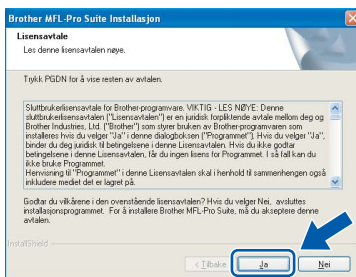 Brother MFL-Pro Suite Installasjon
Lisensavtale
Les denne lisensavtalen nøye.
Trykk PGDN for å vise resten av avtalen.
Sluttbrukerlisensavtale for Brother-programvare. VIKTIG - LES NØYE: Denne
sluttbrukerlisensavtalen ("Lisensavtalen") er en juridisk forpliktende avtale mellom deg og
Brother Industries, Ltd. ("Brother") som styrer bruken av Brother-programvaren som
installeres hvis du velger "Ja" i denne dialogboksen ("Programmet"). Hvis du velger "Ja",
binder du deg juridisk til betingelsene i denne Lisensavtalen. Hvis du ikke godtar
betingelsene i denne Lisensavtalen, får du ingen lisens for Programmet. I så fall kan du
ikke bruke Programmet.
Henvisning til "Programmet" i denne Lisensavtalen skal i henhold til sammenhengen også
inkludere mediet det er lagret på.
Godtar du vilkårene i den ovenstående lisensavtalen? Hvis du velger Nei, avsluttes
installasjonsprogrammet. For å installere Brother MFL-Pro Suite, må du akseptere denne
avtalen.
InstallShield
< Tilbake
Ja
Nei